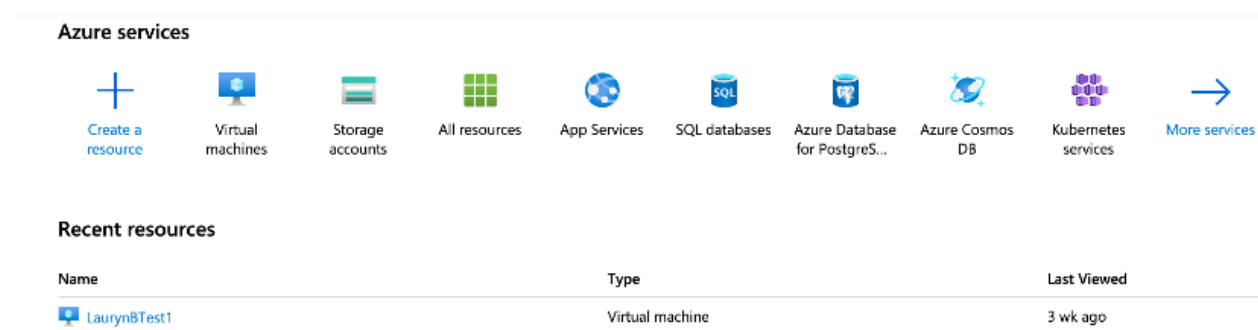 Azure services
Create a resource
Virtual machines
Storage accounts
All resources
App Services
SQL
SQL databases
Azure Database for PostgreS...
Azure Cosmos DB
Kubernetes services
More services
Recent resources
Name Type Last Viewed
LaurynBTest1 Virtual machine 3 wk ago